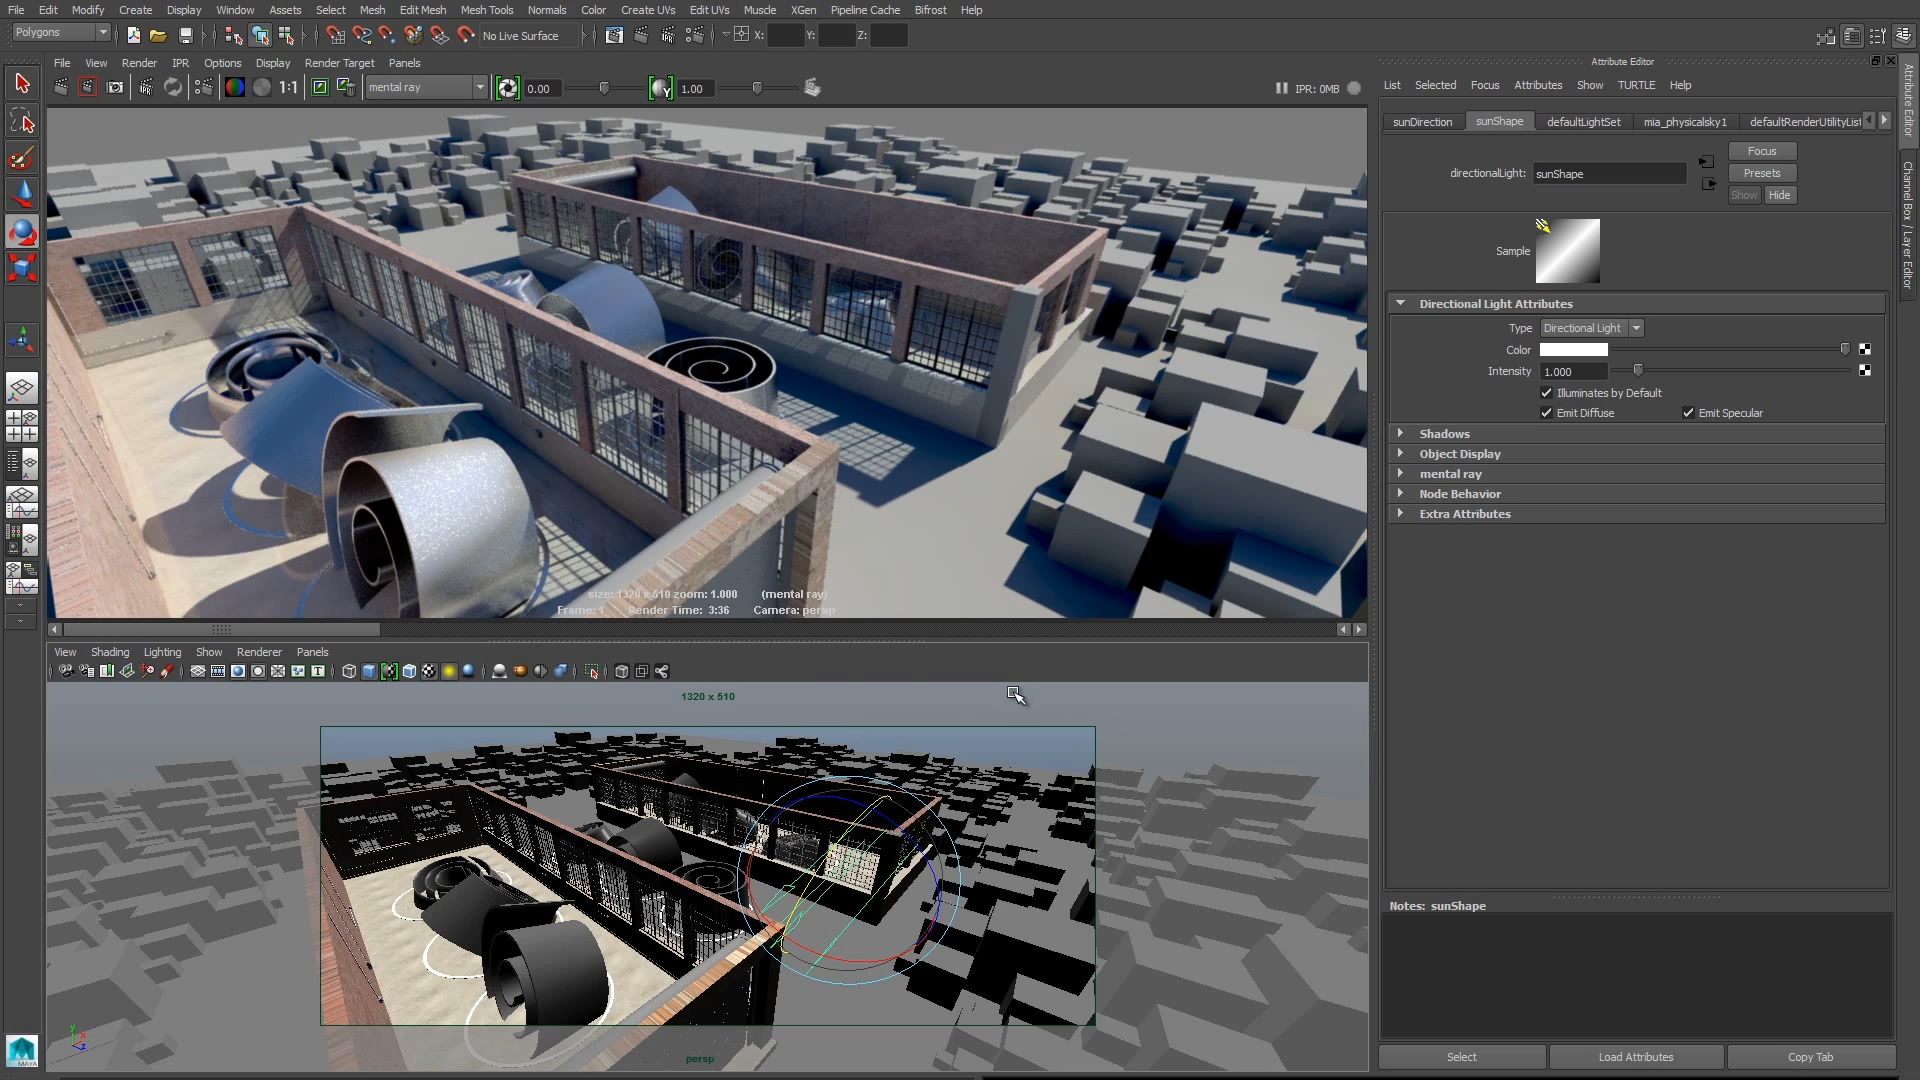 File Edit Modify Create Display Window Assets Select Mesh Edit Mesh Mesh Tools Normals Color Create UVs Edit UVs Muscle XGen Pipeline Cache Bifrost Help
Polygons No Live Surface X: Y: Z:
Attribute Editor
File View Render IPR Options Display Render Target Panels
1:1 mental ray 0.00 1.00 IPR: 0MB
List Selected Focus Attributes Show TURTLE Help
sunDirection sunShape defaultLightSet mia_physicalsky1 defaultRenderUtilityList
Focus
directionalLight: sunShape
Presets
Show Hide
Sample
Directional Light Attributes
Type Directional Light
Color
Intensity 1.000
Illuminates by Default
Emit Diffuse Emit Specular
Shadows
Object Display
mental ray
Node Behavior
Extra Attributes
Attribute Editor
Channel Box / Layer Editor
size: 1320 x 510 zoom: 1.000 (mental ray)
Frame: 1 Render Time: 3:36 Camera: persp
View Shading Lighting Show Renderer Panels
1320 x 510
persp
y
x
z
MAYA
Notes: sunShape
Select Load Attributes Copy Tab